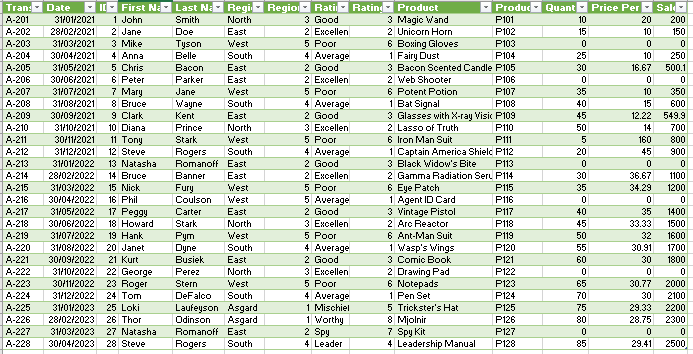 Trans Date ID First Na Last Na Regi Region Rati Rating Product Produc Quant Price Per Sale
A-201 31/01/2021 1 John Smith North 3 Good 3 Magic Wand P101 10 20 200
A-202 28/02/2021 2 Jane Doe East 2 Excellen 2 Unicorn Horn P102 15 10 150
A-203 31/03/2021 3 Mike Tyson West 5 Poor 6 Boxing Gloves P103 0 0 0
A-204 30/04/2021 4 Anna Belle South 4 Average 1 Fairy Dust P104 25 10 250
A-205 31/05/2021 5 Chris Bacon East 2 Good 3 Bacon Scented Candle P105 30 16.67 500.1
A-206 30/06/2021 6 Peter Parker East 2 Excellen 2 Web Shooter P106 0 0 0
A-207 31/07/2021 7 Mary Jane West 5 Poor 6 Potent Potion P107 35 10 350
A-208 31/08/2021 8 Bruce Wayne South 4 Average 1 Bat Signal P108 40 15 600
A-209 30/09/2021 9 Clark Kent East 2 Good 3 Glasses with X-ray Visio P109 45 12.22 549.9
A-210 31/10/2021 10 Diana Prince North 3 Excellen 2 Lasso of Truth P110 50 14 700
A-211 30/11/2021 11 Tony Stark West 5 Poor 6 Iron Man Suit P111 5 160 800
A-212 31/12/2021 12 Steve Rogers South 4 Average 1 Captain America Shield P112 20 45 900
A-213 31/01/2022 13 Natasha Romanoff East 2 Good 3 Black Widow's Bite P113 0 0 0
A-214 28/02/2022 14 Bruce Banner East 2 Excellen 2 Gamma Radiation Seru P114 30 36.67 1100
A-215 31/03/2022 15 Nick Fury West 5 Poor 6 Eye Patch P115 35 34.29 1200
A-216 30/04/2022 16 Phil Coulson West 5 Average 1 Agent ID Card P116 0 0 0
A-217 31/05/2022 17 Peggy Carter East 2 Good 3 Vintage Pistol P117 40 35 1400
A-218 30/06/2022 18 Howard Stark North 3 Excellen 2 Arc Reactor P118 45 33.33 1500
A-219 31/07/2022 19 Hank Pym West 5 Poor 6 Ant-Man Suit P119 50 32 1600
A-220 31/08/2022 20 Janet Dyne South 4 Average 1 Wasp's Wings P120 55 30.91 1700
A-221 30/09/2022 21 Kurt Busiek East 2 Good 3 Comic Book P121 60 30 1800
A-222 31/10/2022 22 George Perez North 3 Excellen 2 Drawing Pad P122 0 0 0
A-223 30/11/2022 23 Roger Stern West 5 Poor 6 Notepads P123 65 30.77 2000
A-224 31/12/2022 24 Tom DeFalco South 4 Average 1 Pen Set P124 70 30 2100
A-225 31/01/2023 25 Loki Laufeyson Asgard 1 Mischief 5 Trickster's Hat P125 75 29.33 2200
A-226 28/02/2023 26 Thor Odinson Asgard 1 Worthy 8 Mjolnir P126 80 28.75 2300
A-227 31/03/2023 27 Natasha Romanoff East 2 Spy 7 Spy Kit P127 0 0 0
A-228 30/04/2023 28 Steve Rogers South 4 Leader 4 Leadership Manual P128 85 29.41 2500